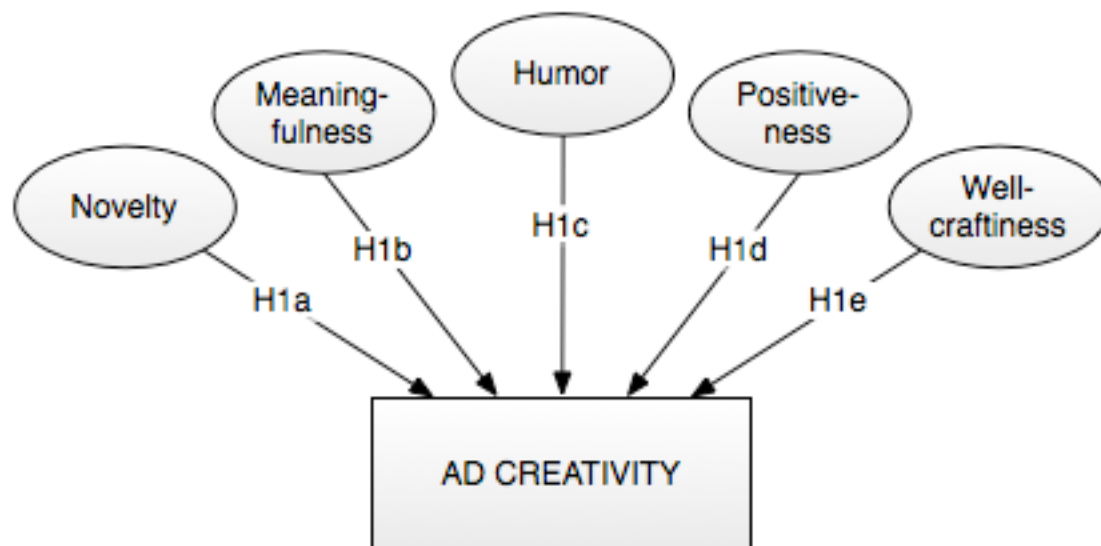 Humor
Meaning-
fulness
Positive-
ness
Novelty
Well-
craftiness
H1a
H1b
H1c
H1d
H1e
AD CREATIVITY